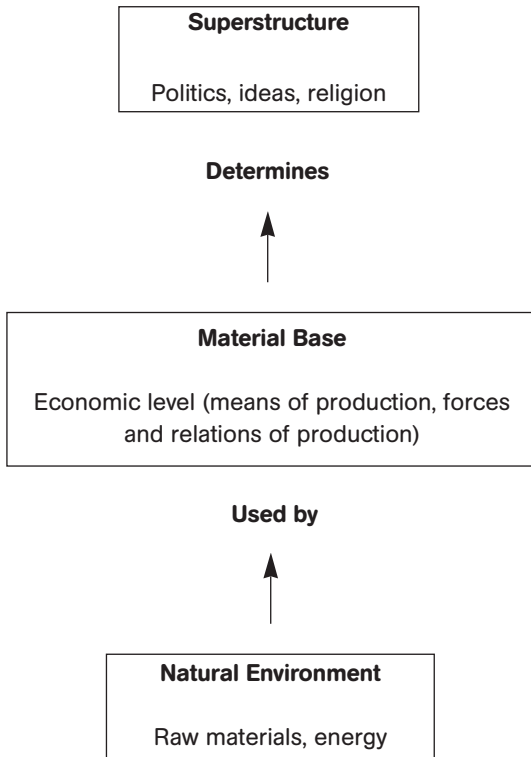 Superstructure
Politics, ideas, religion
Determines
Material Base
Economic level (means of production, forces
and relations of production)
Used by
Natural Environment
Raw materials, energy